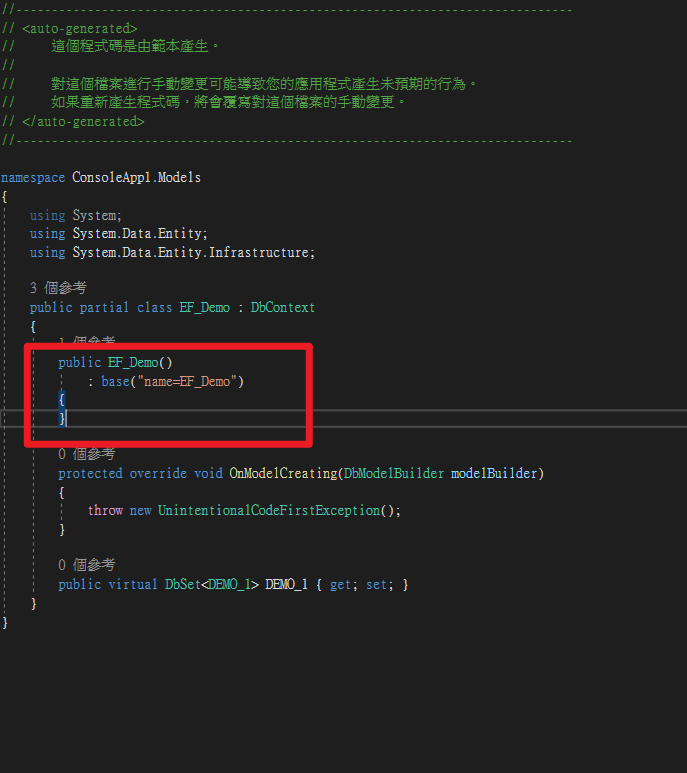 //------------------------------------------------------------------------------
// <auto-generated>
//     這個程式碼是由範本產生。
//
//     對這個檔案進行手動變更可能導致您的應用程式產生未預期的行為。
//     如果重新產生程式碼，將會覆寫對這個檔案的手動變更。
// </auto-generated>
//------------------------------------------------------------------------------
namespace ConsoleApp1.Models
{
using System;
using System.Data.Entity;
using System.Data.Entity.Infrastructure;
3 個參考
public partial class EF_Demo : DbContext
{
1 個參考
public EF_Demo()
: base("name=EF_Demo")
{
}
0 個參考
protected override void OnModelCreating(DbModelBuilder modelBuilder)
{
throw new UnintentionalCodeFirstException();
}
0 個參考
public virtual DbSet<DEMO_1> DEMO_1 { get; set; }
}
}